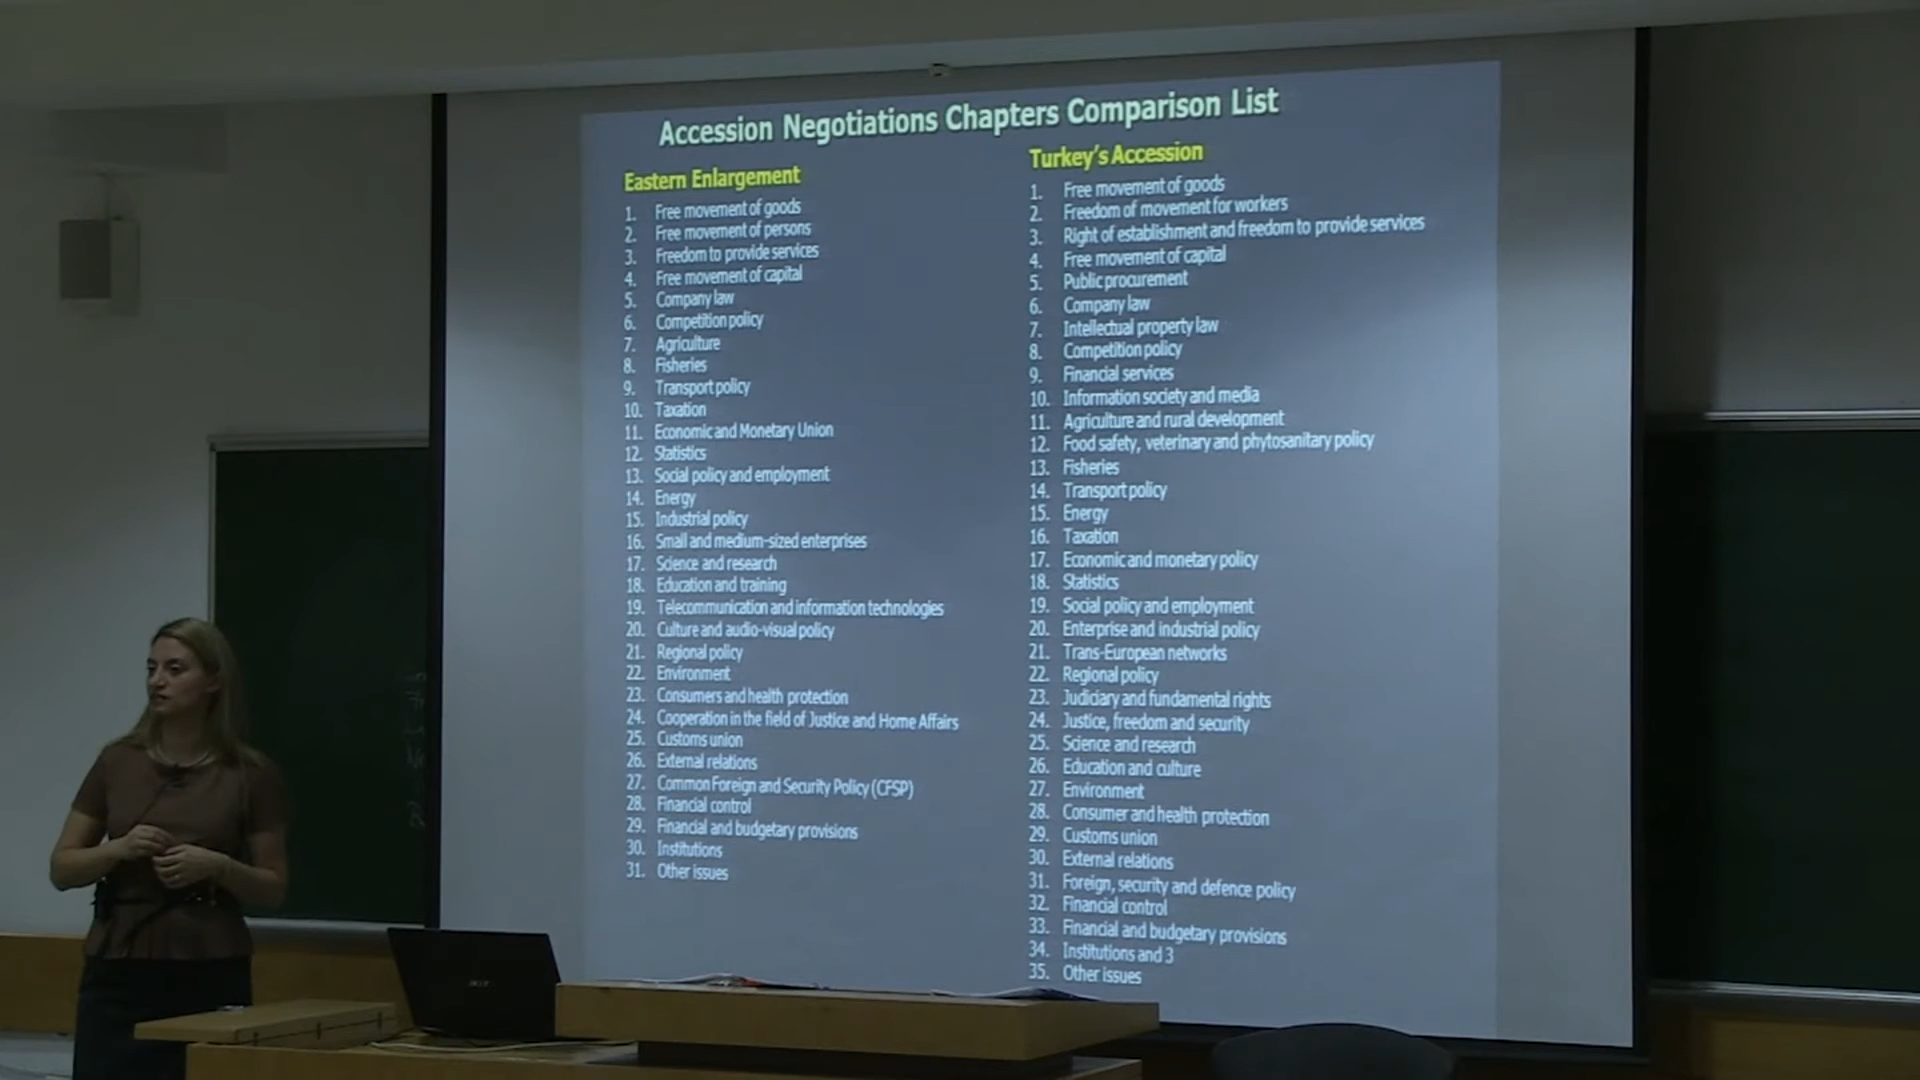 Accession Negotiations Chapters Comparison List
Eastern Enlargement
1. Free movement of goods
2. Free movement of persons
3. Freedom to provide services
4. Free movement of capital
5. Company law
6. Competition policy
7. Agriculture
8. Fisheries
9. Transport policy
10. Taxation
11. Economic and Monetary Union
12. Statistics
13. Social policy and employment
14. Energy
15. Industrial policy
16. Small and medium-sized enterprises
17. Science and research
18. Education and training
19. Telecommunication and information technologies
20. Culture and audio-visual policy
21. Regional policy
22. Environment
23. Consumers and health protection
24. Cooperation in the field of Justice and Home Affairs
25. Customs union
26. External relations
27. Common Foreign and Security Policy (CFSP)
28. Financial control
29. Financial and budgetary provisions
30. Institutions
31. Other issues
Turkey's Accession
1. Free movement of goods
2. Freedom of movement for workers
3. Right of establishment and freedom to provide services
4. Free movement of capital
5. Public procurement
6. Company law
7. Intellectual property law
8. Competition policy
9. Financial services
10. Information society and media
11. Agriculture and rural development
12. Food safety, veterinary and phytosanitary policy
13. Fisheries
14. Transport policy
15. Energy
16. Taxation
17. Economic and monetary policy
18. Statistics
19. Social policy and employment
20. Enterprise and industrial policy
21. Trans-European networks
22. Regional policy
23. Judiciary and fundamental rights
24. Justice, freedom and security
25. Science and research
26. Education and culture
27. Environment
28. Consumer and health protection
29. Customs union
30. External relations
31. Foreign, security and defence policy
32. Financial control
33. Financial and budgetary provisions
34. Institutions and 3
35. Other issues
acer